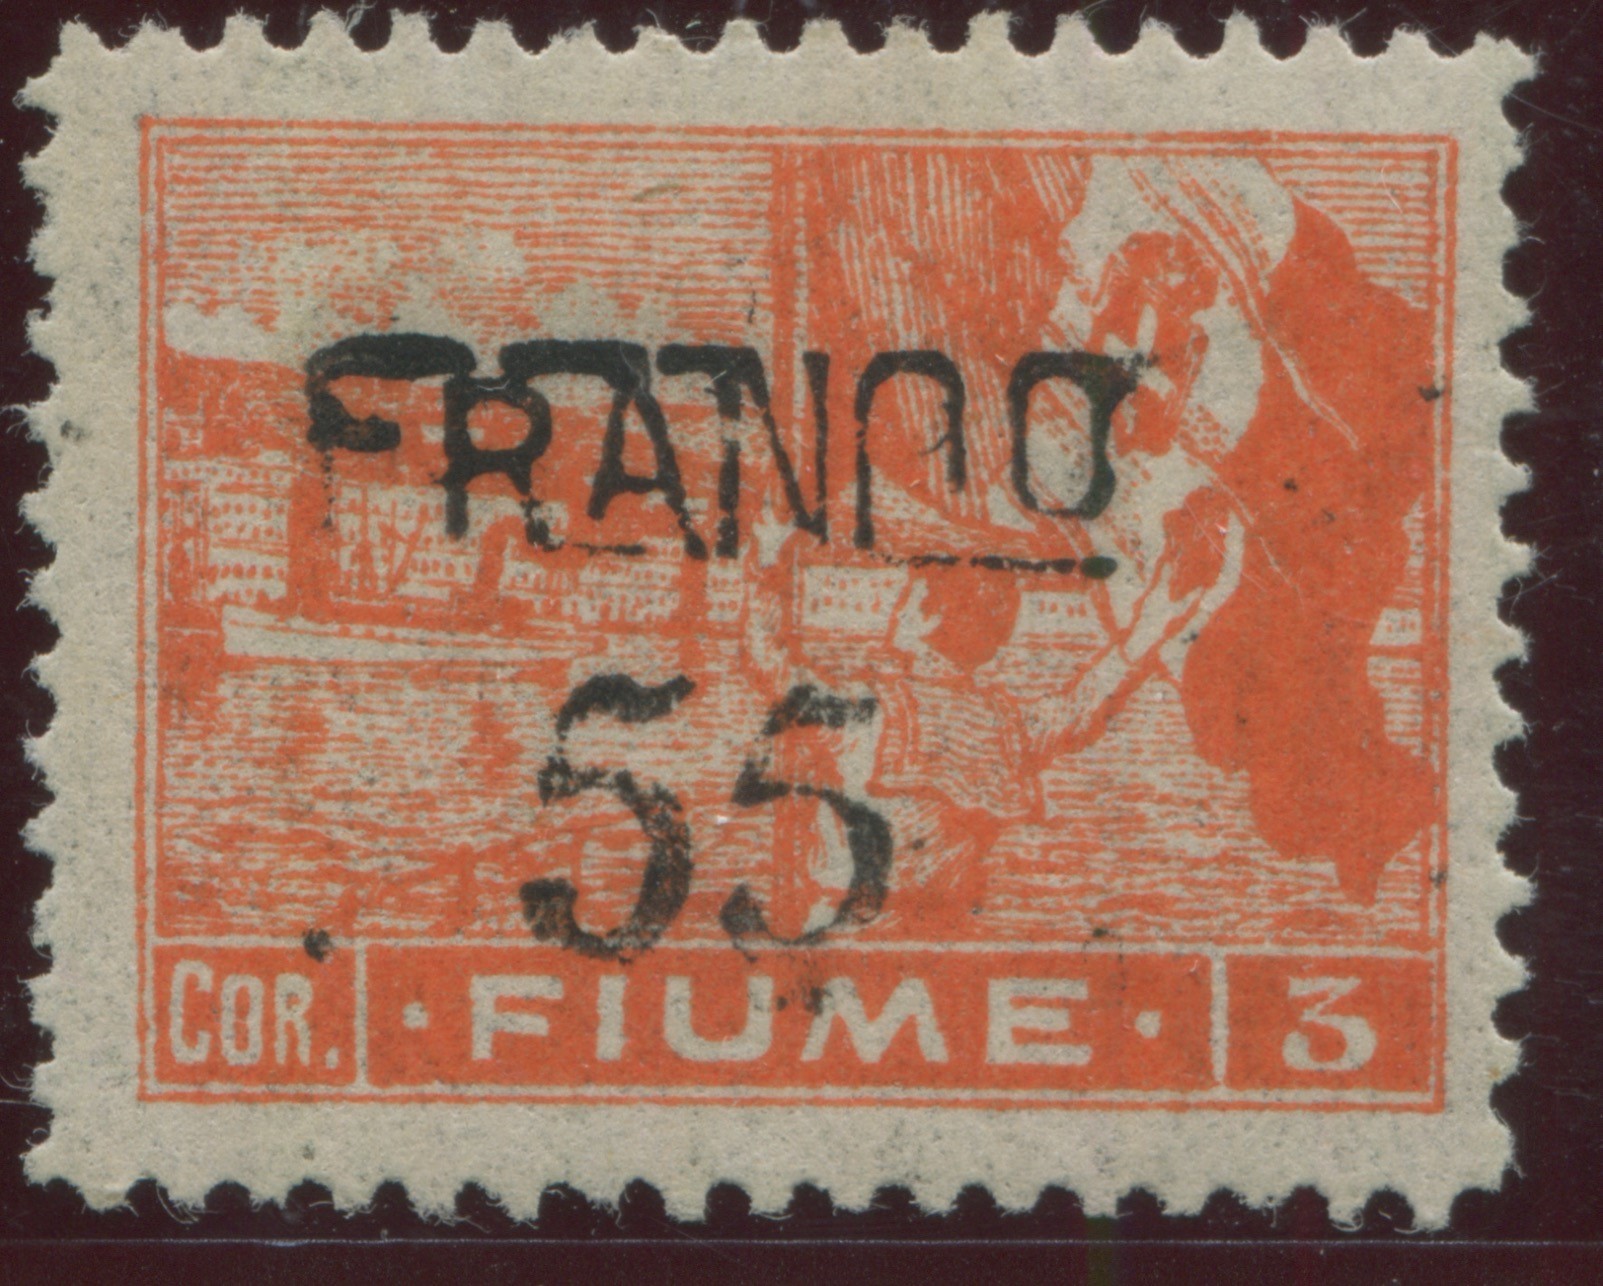 FRANCO
55
COR. · FIUME · 3